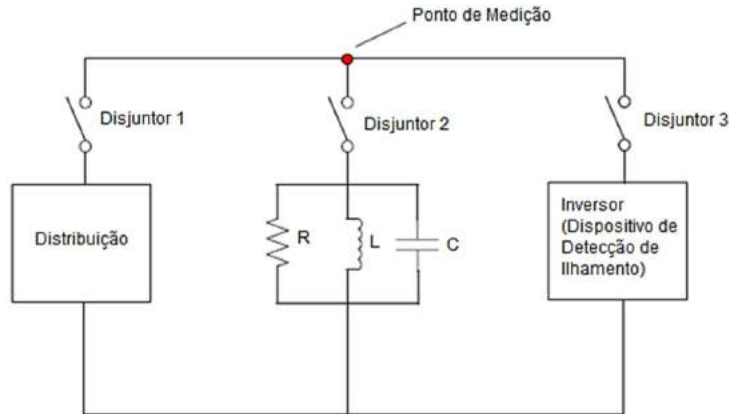 Ponto de Medição
Disjuntor 1
Disjuntor 2
Disjuntor 3
Distribuição
R
L
C
Inversor
(Dispositivo de
Detecção de
Ilhamento)